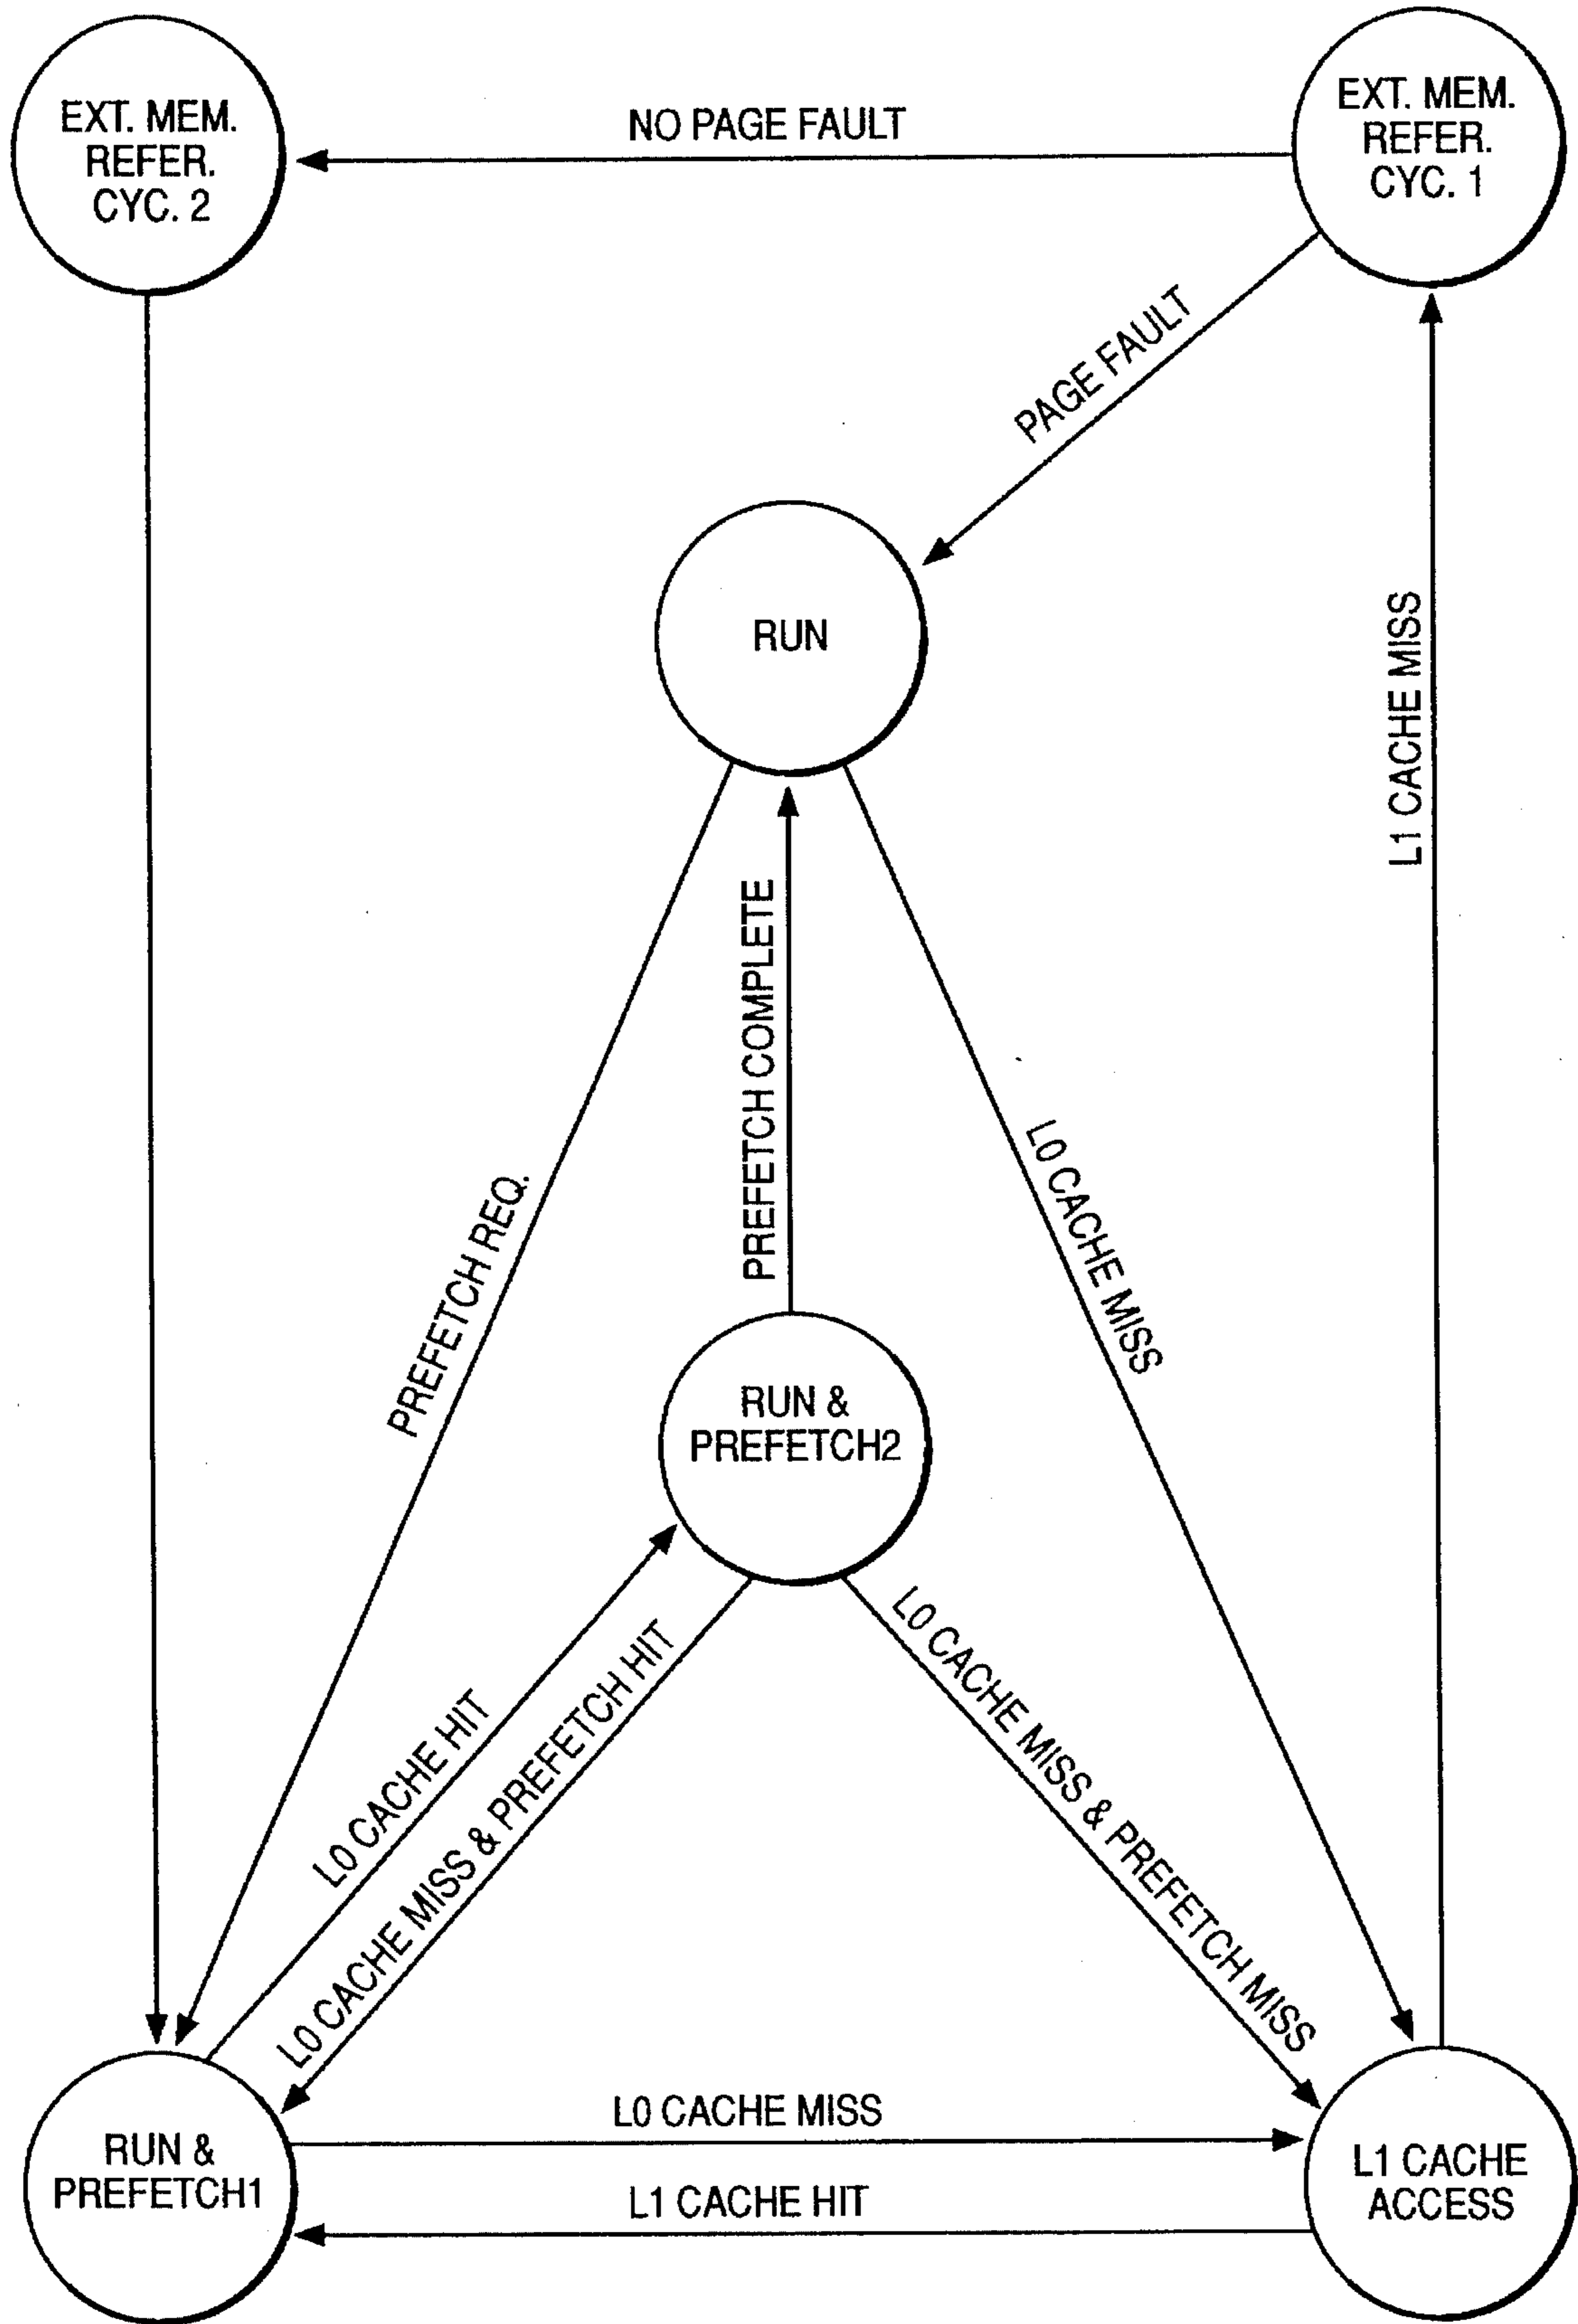 EXT. MEM.
REFER.
CYC. 2
NO PAGE FAULT
EXT. MEM.
REFER.
CYC. 1
PAGE FAULT
RUN
L1 CACHE MISS
PREFETCH COMPLETE
PREFETCH REQ.
L0 CACHE MISS
RUN &
PREFETCH2
L0 CACHE HIT
L0 CACHE MISS & PREFETCH HIT
L0 CACHE MISS & PREFETCH MISS
L0 CACHE MISS
RUN &
PREFETCH1
L1 CACHE
ACCESS
L1 CACHE HIT